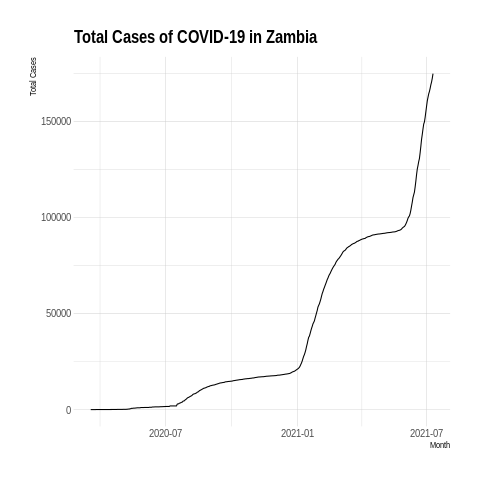 Total Cases of COVID-19 in Zambia
Total Cases
150000
100000
50000
0
2020-07 2021-01 2021-07
Month